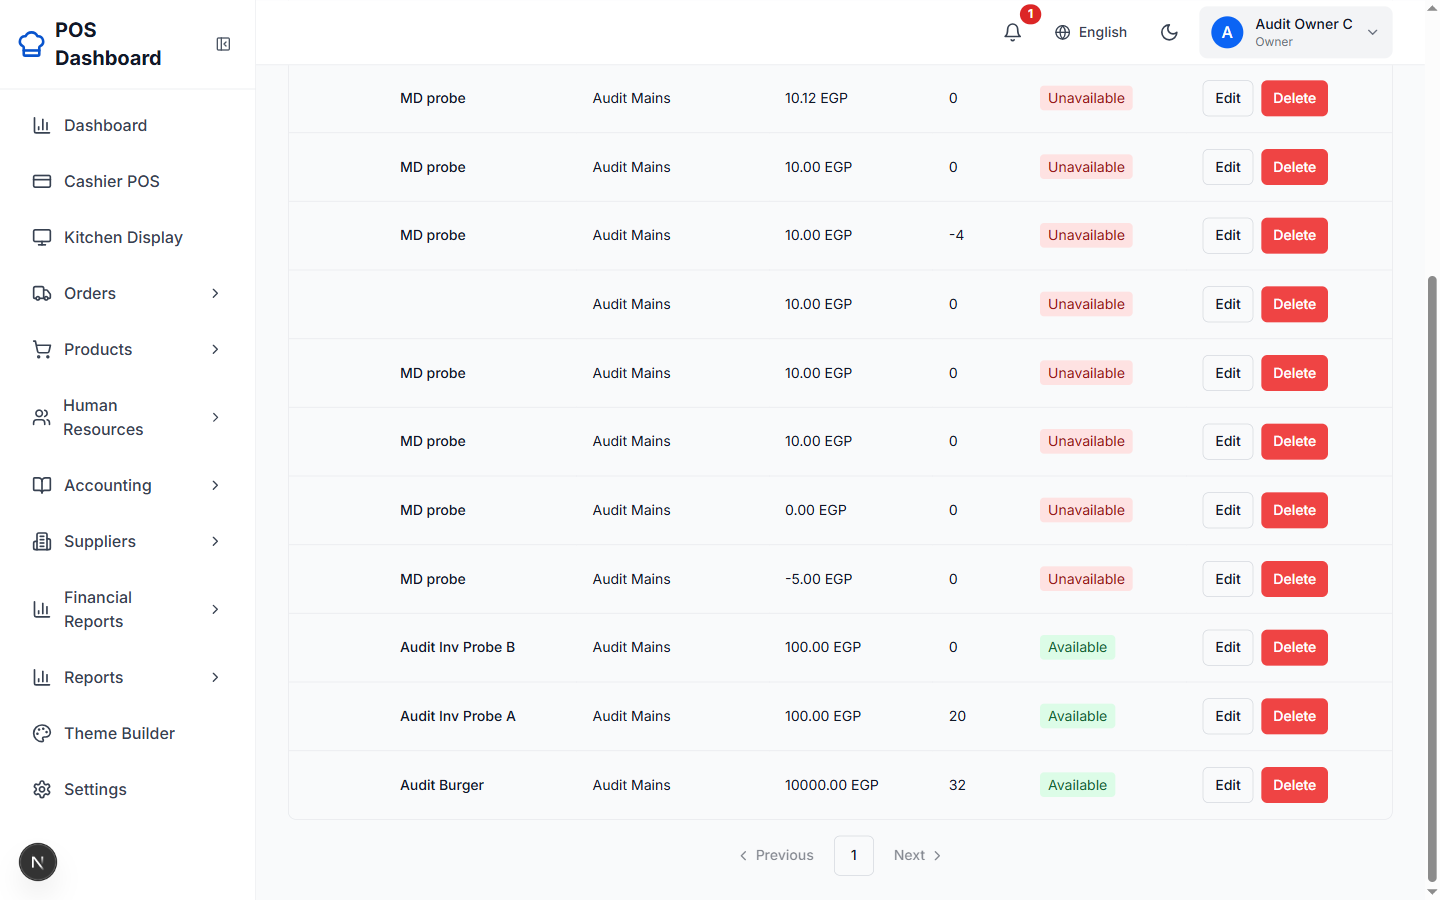 POS
Dashboard
1
English
A
Audit Owner C
Owner
Dashboard
Cashier POS
Kitchen Display
Orders
Products
Human
Resources
Accounting
Suppliers
Financial
Reports
Reports
Theme Builder
Settings
N
MD probe Audit Mains 10.12 EGP 0 Unavailable Edit Delete
MD probe Audit Mains 10.00 EGP 0 Unavailable Edit Delete
MD probe Audit Mains 10.00 EGP -4 Unavailable Edit Delete
Audit Mains 10.00 EGP 0 Unavailable Edit Delete
MD probe Audit Mains 10.00 EGP 0 Unavailable Edit Delete
MD probe Audit Mains 10.00 EGP 0 Unavailable Edit Delete
MD probe Audit Mains 0.00 EGP 0 Unavailable Edit Delete
MD probe Audit Mains -5.00 EGP 0 Unavailable Edit Delete
Audit Inv Probe B Audit Mains 100.00 EGP 0 Available Edit Delete
Audit Inv Probe A Audit Mains 100.00 EGP 20 Available Edit Delete
Audit Burger Audit Mains 10000.00 EGP 32 Available Edit Delete
Previous 1 Next